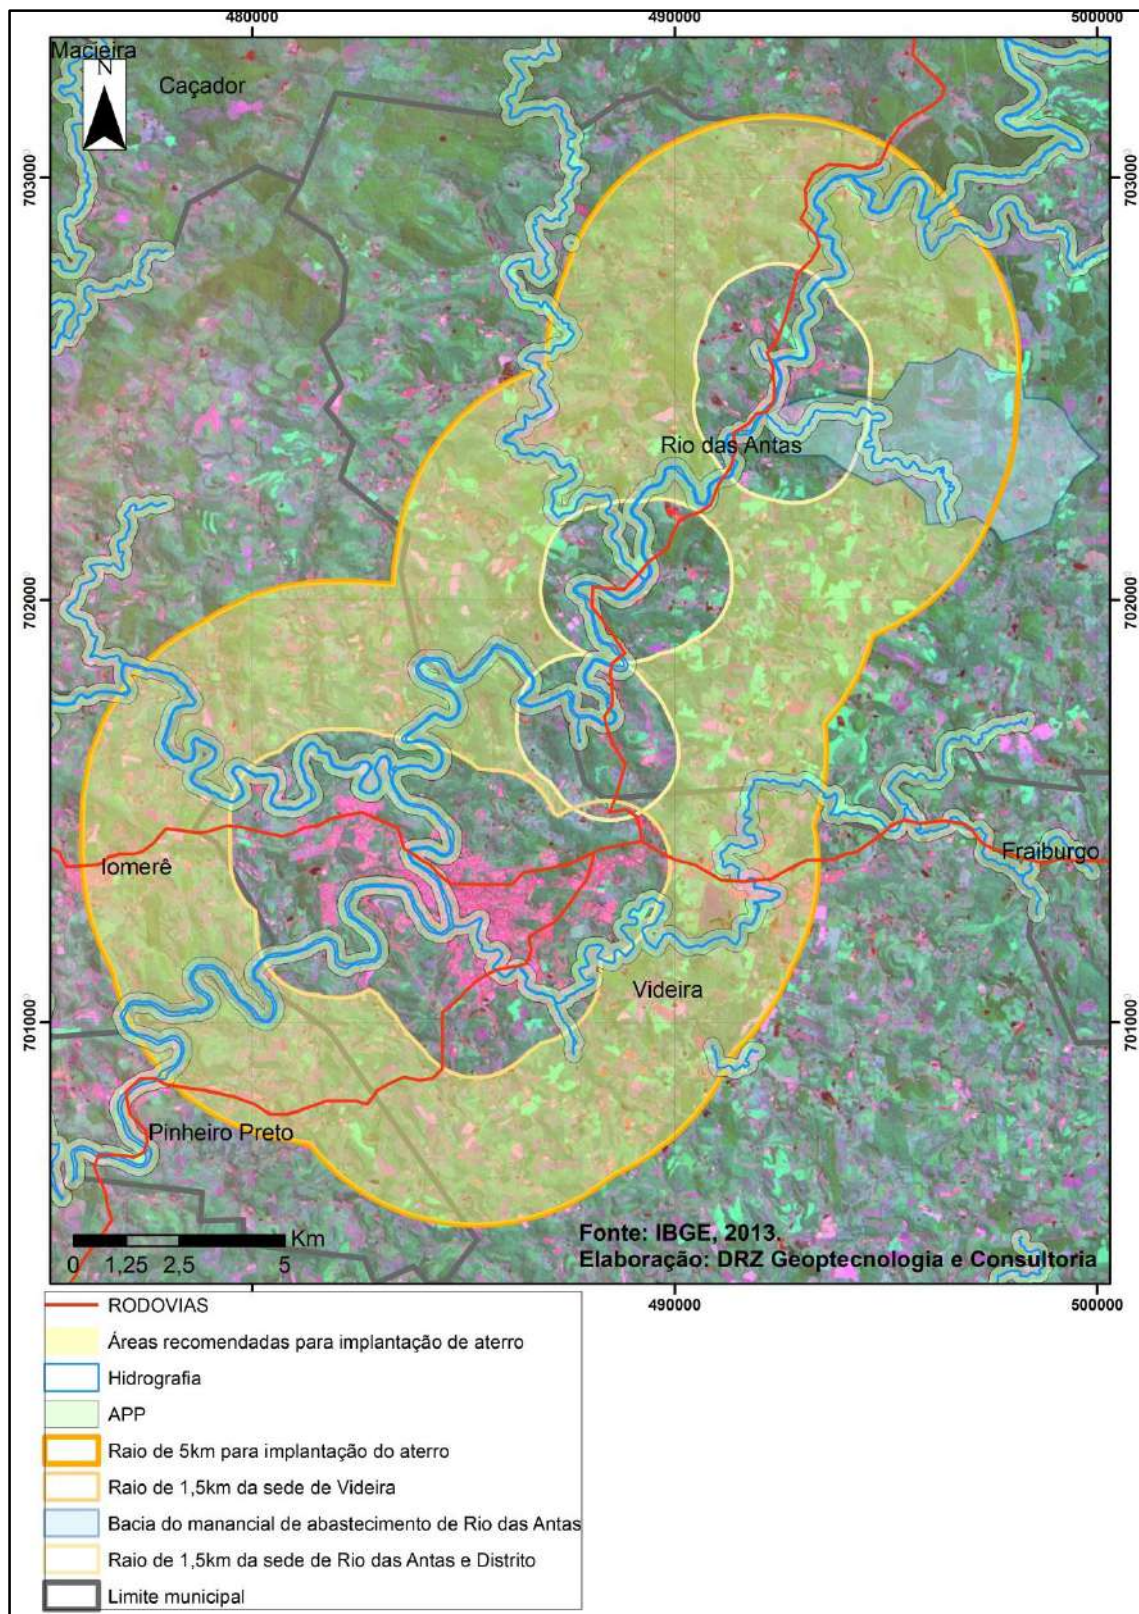 480000 490000 500000
Macieira
N
Caçador
703000
703000
Rio das Antas
702000
702000
Iomerê
Fraiburgo
Videira
701000
701000
Pinheiro Preto
Fonte: IBGE, 2013.
Km
Elaboração: DRZ Geoptecnologia e Consultoria
0 1,25 2,5 5
480000 490000 500000
RODOVIAS
Áreas recomendadas para implantação de aterro
Hidrografia
APP
Raio de 5km para implantação do aterro
Raio de 1,5km da sede de Videira
Bacia do manancial de abastecimento de Rio das Antas
Raio de 1,5km da sede de Rio das Antas e Distrito
Limite municipal